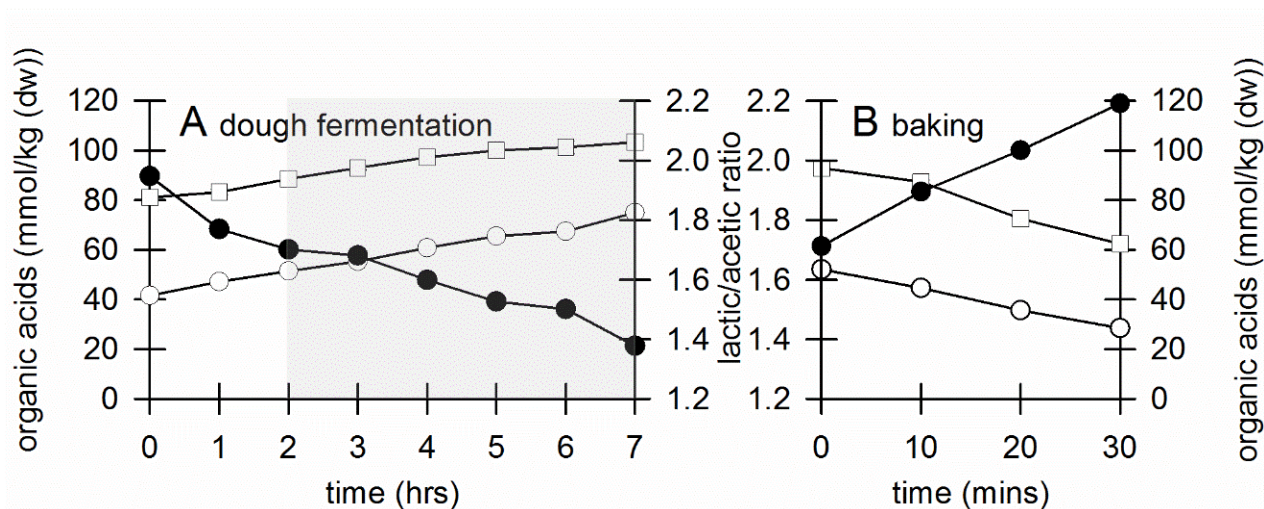 organic acids (mmol/kg (dw))
120
100
80
60
40
20
0
A dough fermentation
0 1 2 3 4 5 6 7
time (hrs)
2.2
2.0
1.8
1.6
1.4
1.2
lactic/acetic ratio
2.2
2.0
1.8
1.6
1.4
1.2
B baking
0 10 20 30
time (mins)
120
100
80
60
40
20
0
organic acids (mmol/kg (dw))